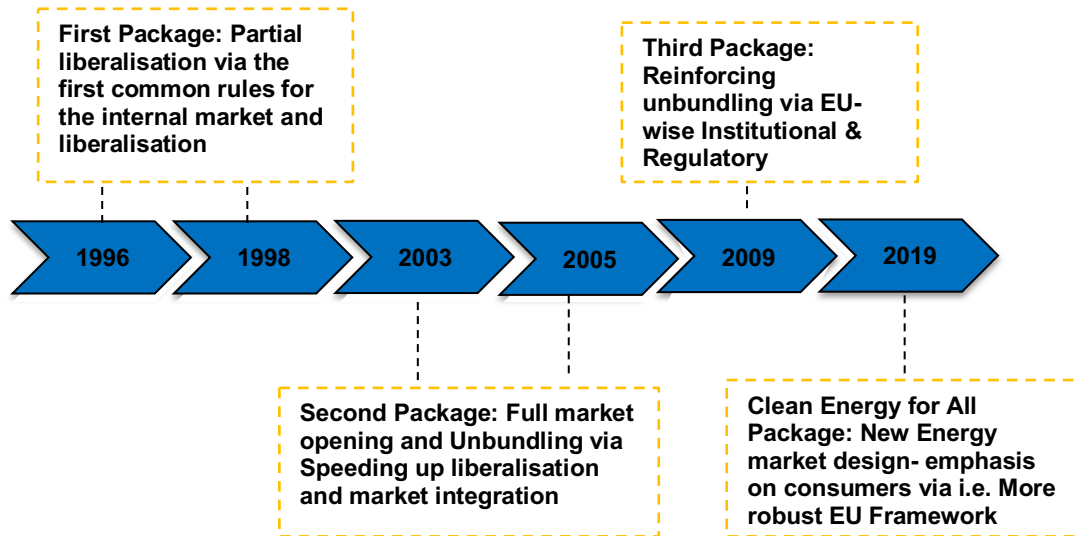 First Package: Partial
liberalisation via the
first common rules for
the internal market and
liberalisation
Third Package:
Reinforcing
unbundling via EU-
wise Institutional &
Regulatory
1996
1998
2003
2005
2009
2019
Second Package: Full market
opening and Unbundling via
Speeding up liberalisation
and market integration
Clean Energy for All
Package: New Energy
market design- emphasis
on consumers via i.e. More
robust EU Framework